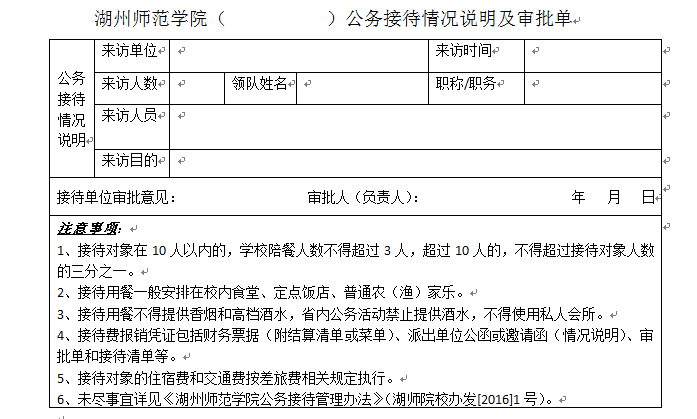 湖州师范学院（ ）公务接待情况说明及审批单
公务接待情况说明
来访单位 来访时间
来访人数 领队姓名 职称/职务
来访人员
来访目的
接待单位审批意见： 审批人（负责人）： 年 月 日
注意事项：
1、接待对象在 10 人以内的，学校陪餐人数不得超过 3 人，超过 10 人的，不得超过接待对象人数
的三分之一。
2、接待用餐一般安排在校内食堂、定点饭店、普通农（渔）家乐。
3、接待用餐不得提供香烟和高档酒水，省内公务活动禁止提供酒水，不得使用私人会所。
4、接待费报销凭证包括财务票据（附结算清单或菜单）、派出单位公函或邀请函（情况说明）、审
批单和接待清单等。
5、接待对象的住宿费和交通费按差旅费相关规定执行。
6、未尽事宜详见《湖州师范学院公务接待管理办法》（湖师院校办发[2016]1 号）。